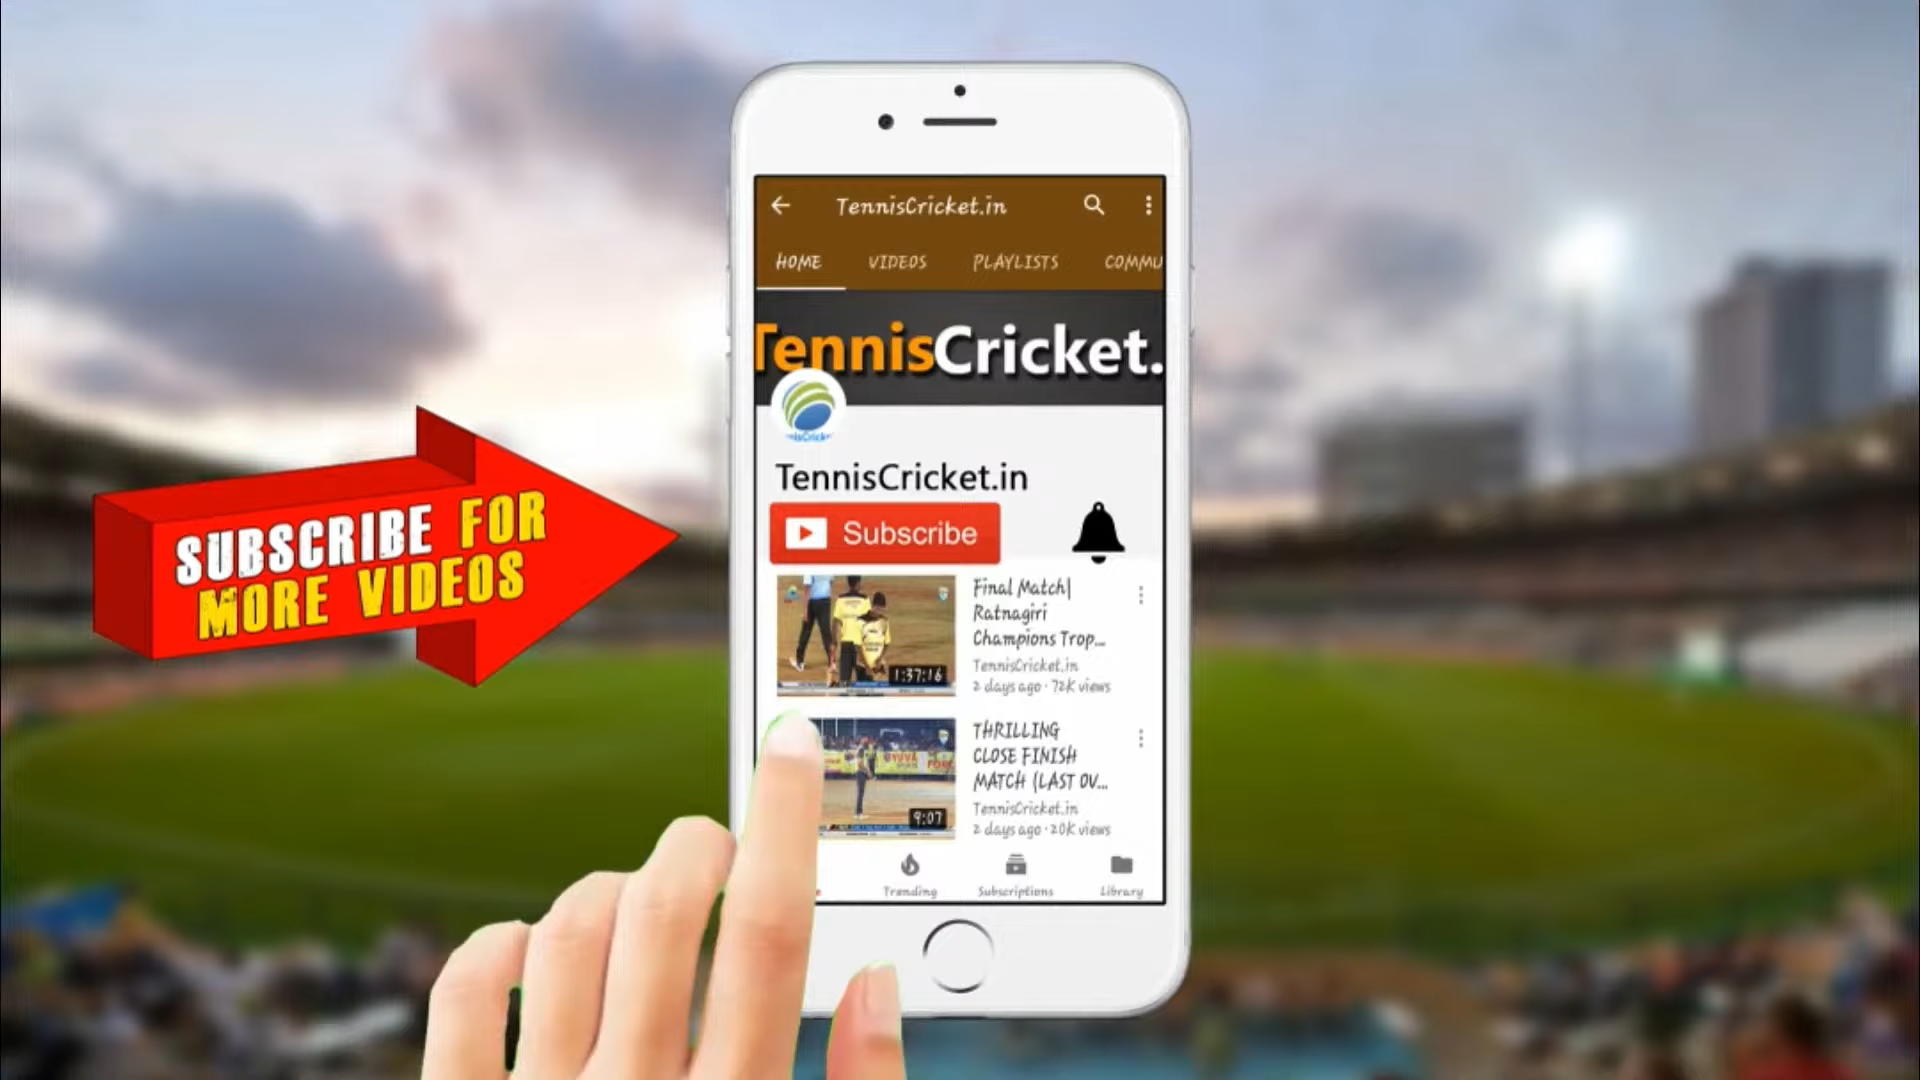 TennisCricket.in
HOME VIDEOS PLAYLISTS COMMU
TennisCricket.
TennisCricket.in
Subscribe
SUBSCRIBE FOR
MORE VIDEOS
Final Match|
Ratnagiri
Champions Trop...
TennisCricket.in
2 days ago · 72K views
1:37:16
THRILLING
CLOSE FINISH
MATCH (LAST OV...
TennisCricket.in
2 days ago · 20K views
9:07
Trending Subscriptions Library